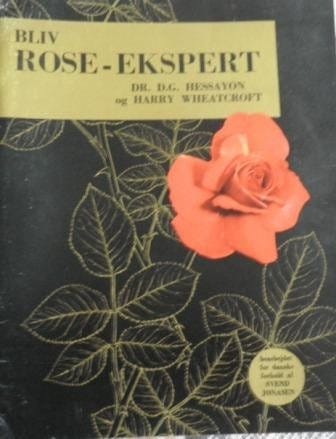 BLIV
ROSE-EKSPERT
DR. D.G. HESSAYON
og HARRY WHEATCROFT
bearbejdet
for danske
forhold af
SVEND
JONASEN